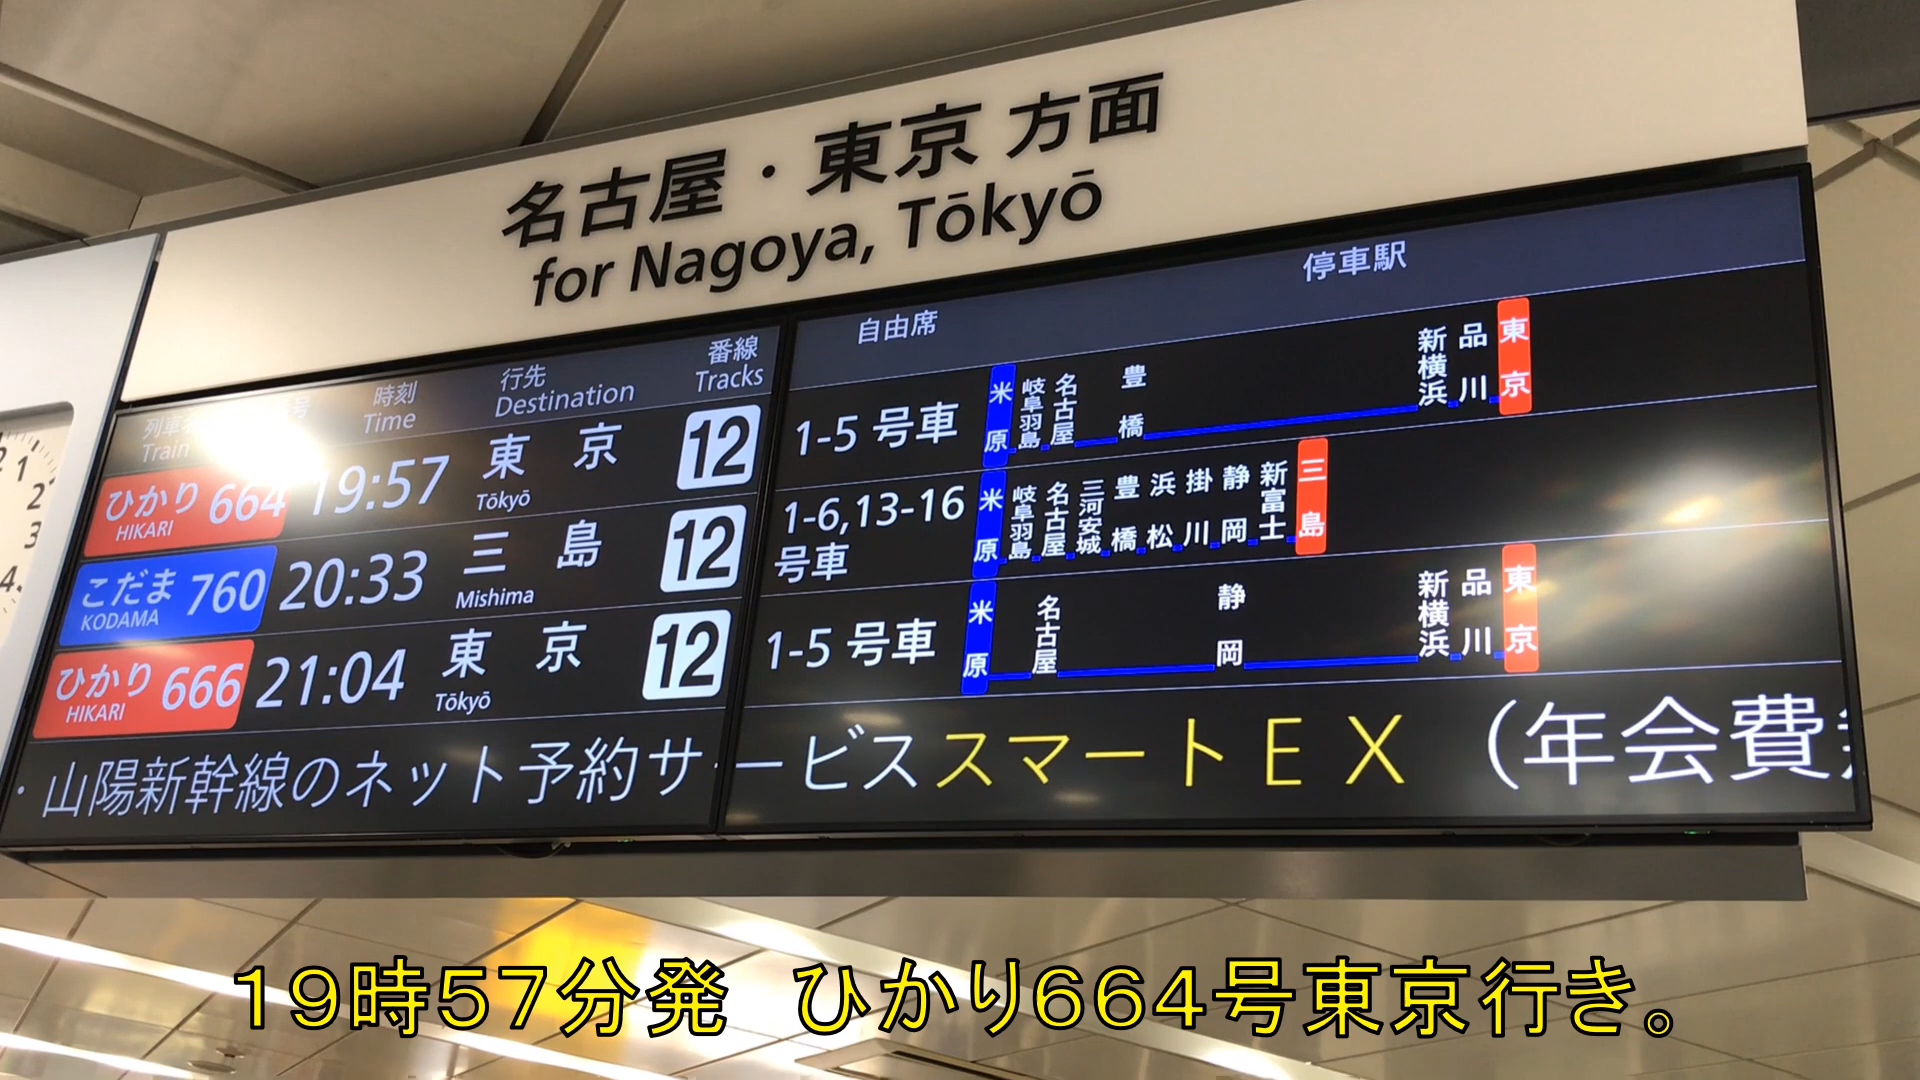 名古屋・東京 方面
for Nagoya, Tōkyō
時刻 行先 番線
Train Time Destination Tracks
自由席 停車駅
ひかり 664 19:57 東京 12
HIKARI Tōkyō
1-5 号車 米原 岐阜羽島 名古屋 豊橋 新横浜 品川 東京
こだま 760 20:33 三島 12
KODAMA Mishima
1-6,13-16 号車 米原 岐阜羽島 名古屋 三河安城 豊橋 浜松 掛川 静岡 新富士 三島
ひかり 666 21:04 東京 12
HIKARI Tōkyō
1-5 号車 米原 名古屋 静岡 新横浜 品川 東京
・山陽新幹線のネット予約サービススマートEX(年会費
1 2 3 4
19時57分発 ひかり664号東京行き。